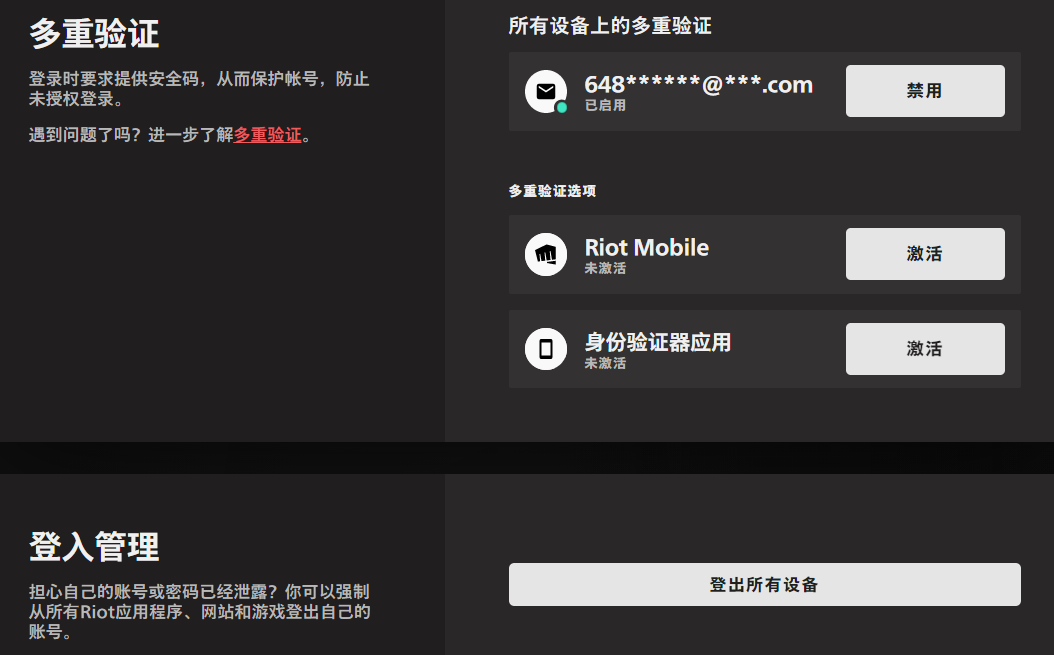 多重验证
登录时要求提供安全码，从而保护帐号，防止
未授权登录。
遇到问题了吗？进一步了解多重验证。
所有设备上的多重验证
648******@***.com
已启用
禁用
多重验证选项
Riot Mobile
未激活
激活
身份验证器应用
未激活
激活
登入管理
担心自己的账号或密码已经泄露？你可以强制
从所有Riot应用程序、网站和游戏登出自己的
账号。
登出所有设备